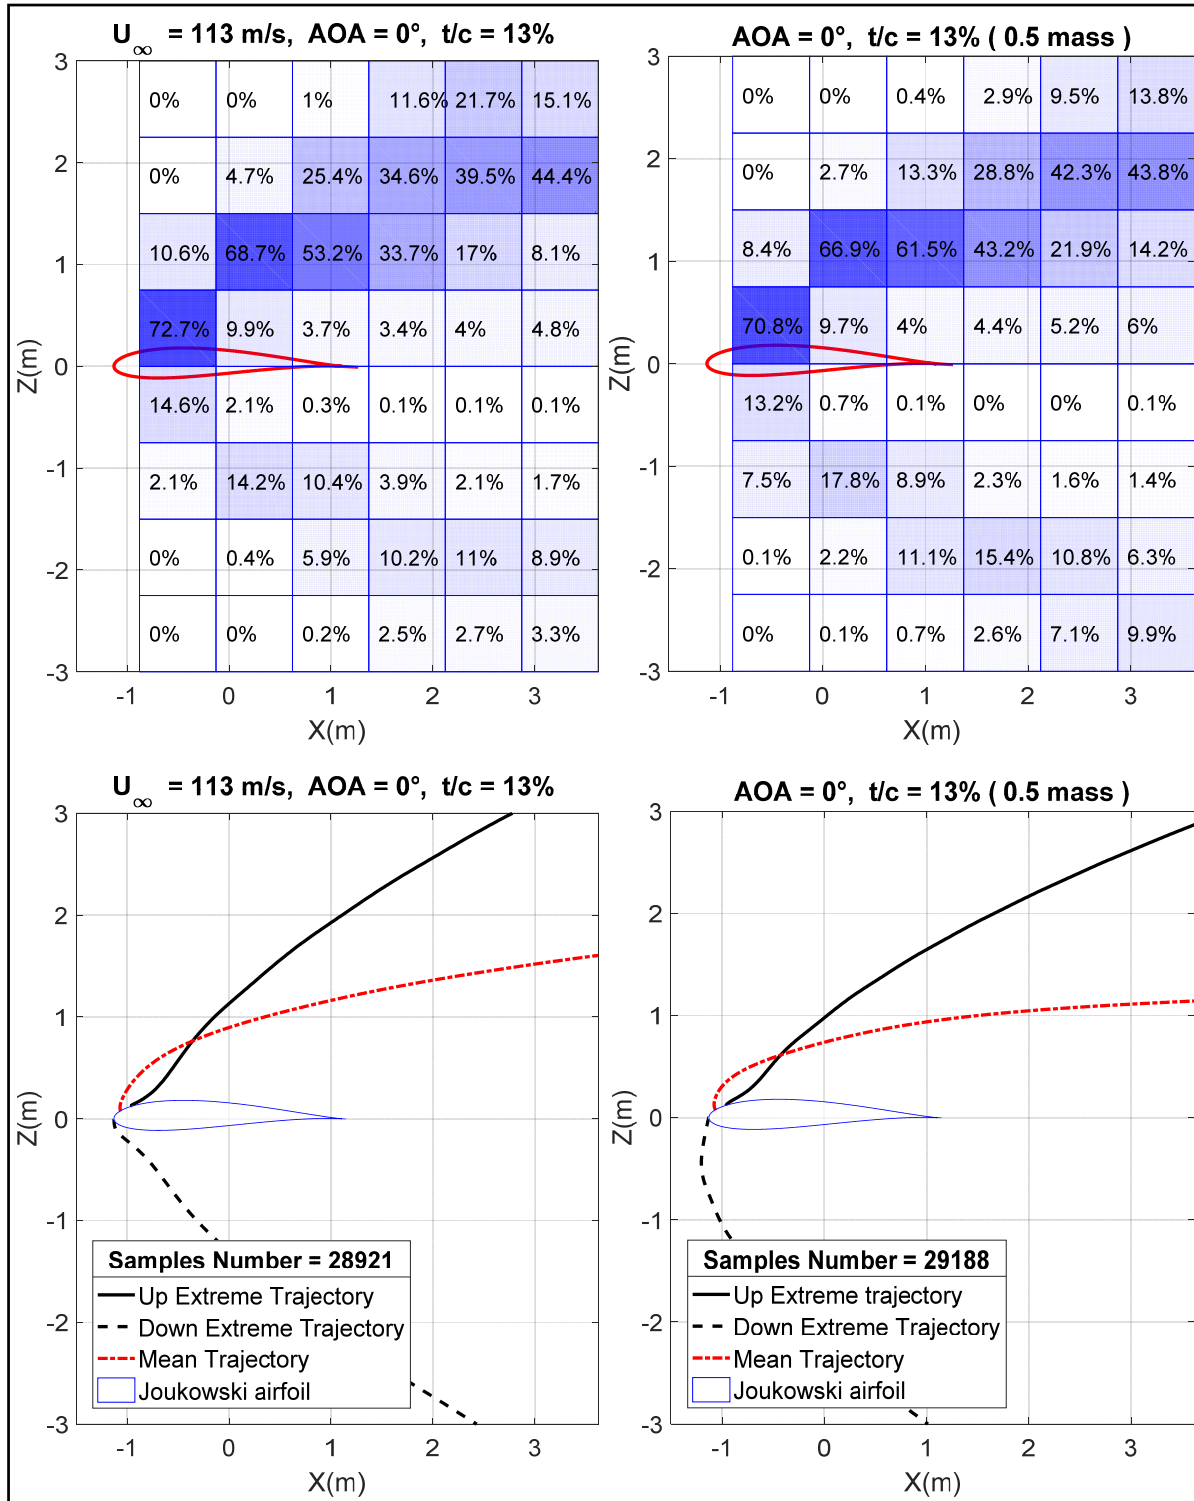 U∞ = 113 m/s, AOA = 0°, t/c = 13%
3
2
1
0
-1
-2
-3
Z(m)
0% 0% 1% 11.6% 21.7% 15.1%
0% 4.7% 25.4% 34.6% 39.5% 44.4%
10.6% 68.7% 53.2% 33.7% 17% 8.1%
72.7% 9.9% 3.7% 3.4% 4% 4.8%
14.6% 2.1% 0.3% 0.1% 0.1% 0.1%
2.1% 14.2% 10.4% 3.9% 2.1% 1.7%
0% 0.4% 5.9% 10.2% 11% 8.9%
0% 0% 0.2% 2.5% 2.7% 3.3%
-1 0 1 2 3
X(m)
AOA = 0°, t/c = 13% ( 0.5 mass )
3
2
1
0
-1
-2
-3
Z(m)
0% 0% 0.4% 2.9% 9.5% 13.8%
0% 2.7% 13.3% 28.8% 42.3% 43.8%
8.4% 66.9% 61.5% 43.2% 21.9% 14.2%
70.8% 9.7% 4% 4.4% 5.2% 6%
13.2% 0.7% 0.1% 0% 0% 0.1%
7.5% 17.8% 8.9% 2.3% 1.6% 1.4%
0.1% 2.2% 11.1% 15.4% 10.8% 6.3%
0% 0.1% 0.7% 2.6% 7.1% 9.9%
-1 0 1 2 3
X(m)
U∞ = 113 m/s, AOA = 0°, t/c = 13%
3
2
1
0
-1
-2
-3
Z(m)
Samples Number = 28921
Up Extreme Trajectory
Down Extreme Trajectory
Mean Trajectory
Joukowski airfoil
-1 0 1 2 3
X(m)
AOA = 0°, t/c = 13% ( 0.5 mass )
3
2
1
0
-1
-2
-3
Z(m)
Samples Number = 29188
Up Extreme trajectory
Down Extreme Trajectory
Mean Trajectory
Joukowski airfoil
-1 0 1 2 3
X(m)